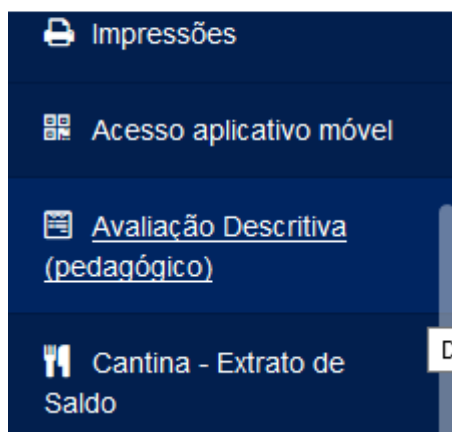 Impressões
Acesso aplicativo móvel
Avaliação Descritiva
(pedagógico)
Cantina - Extrato de
D
Saldo